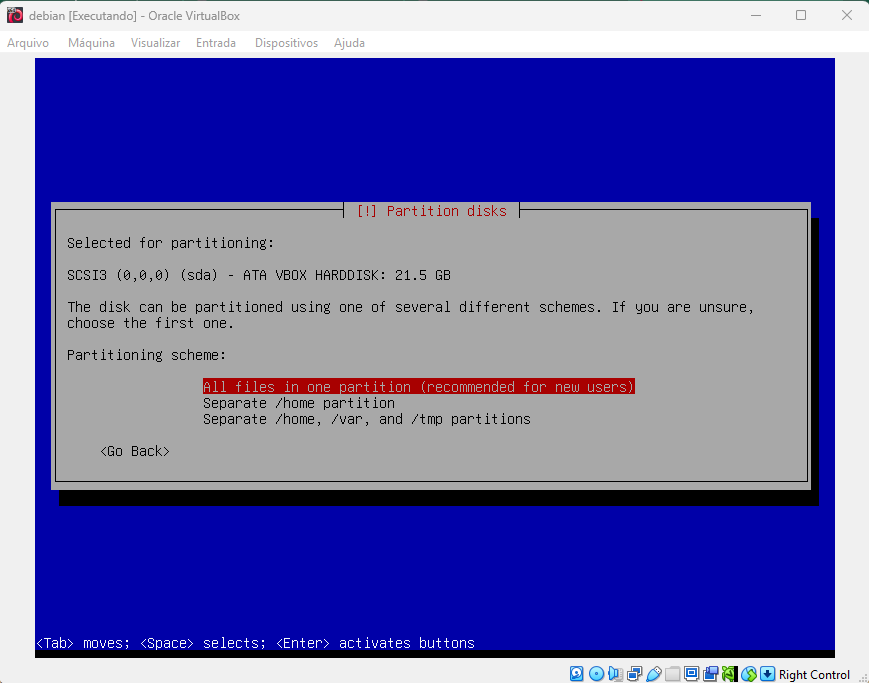 debian [Executando] - Oracle VirtualBox
Arquivo Máquina Visualizar Entrada Dispositivos Ajuda
[!] Partition disks
Selected for partitioning:
SCSI3 (0,0,0) (sda) - ATA VBOX HARDDISK: 21.5 GB
The disk can be partitioned using one of several different schemes. If you are unsure,
choose the first one.
Partitioning scheme:
All files in one partition (recommended for new users)
Separate /home partition
Separate /home, /var, and /tmp partitions
<Go Back>
<Tab> moves; <Space> selects; <Enter> activates buttons
Right Control